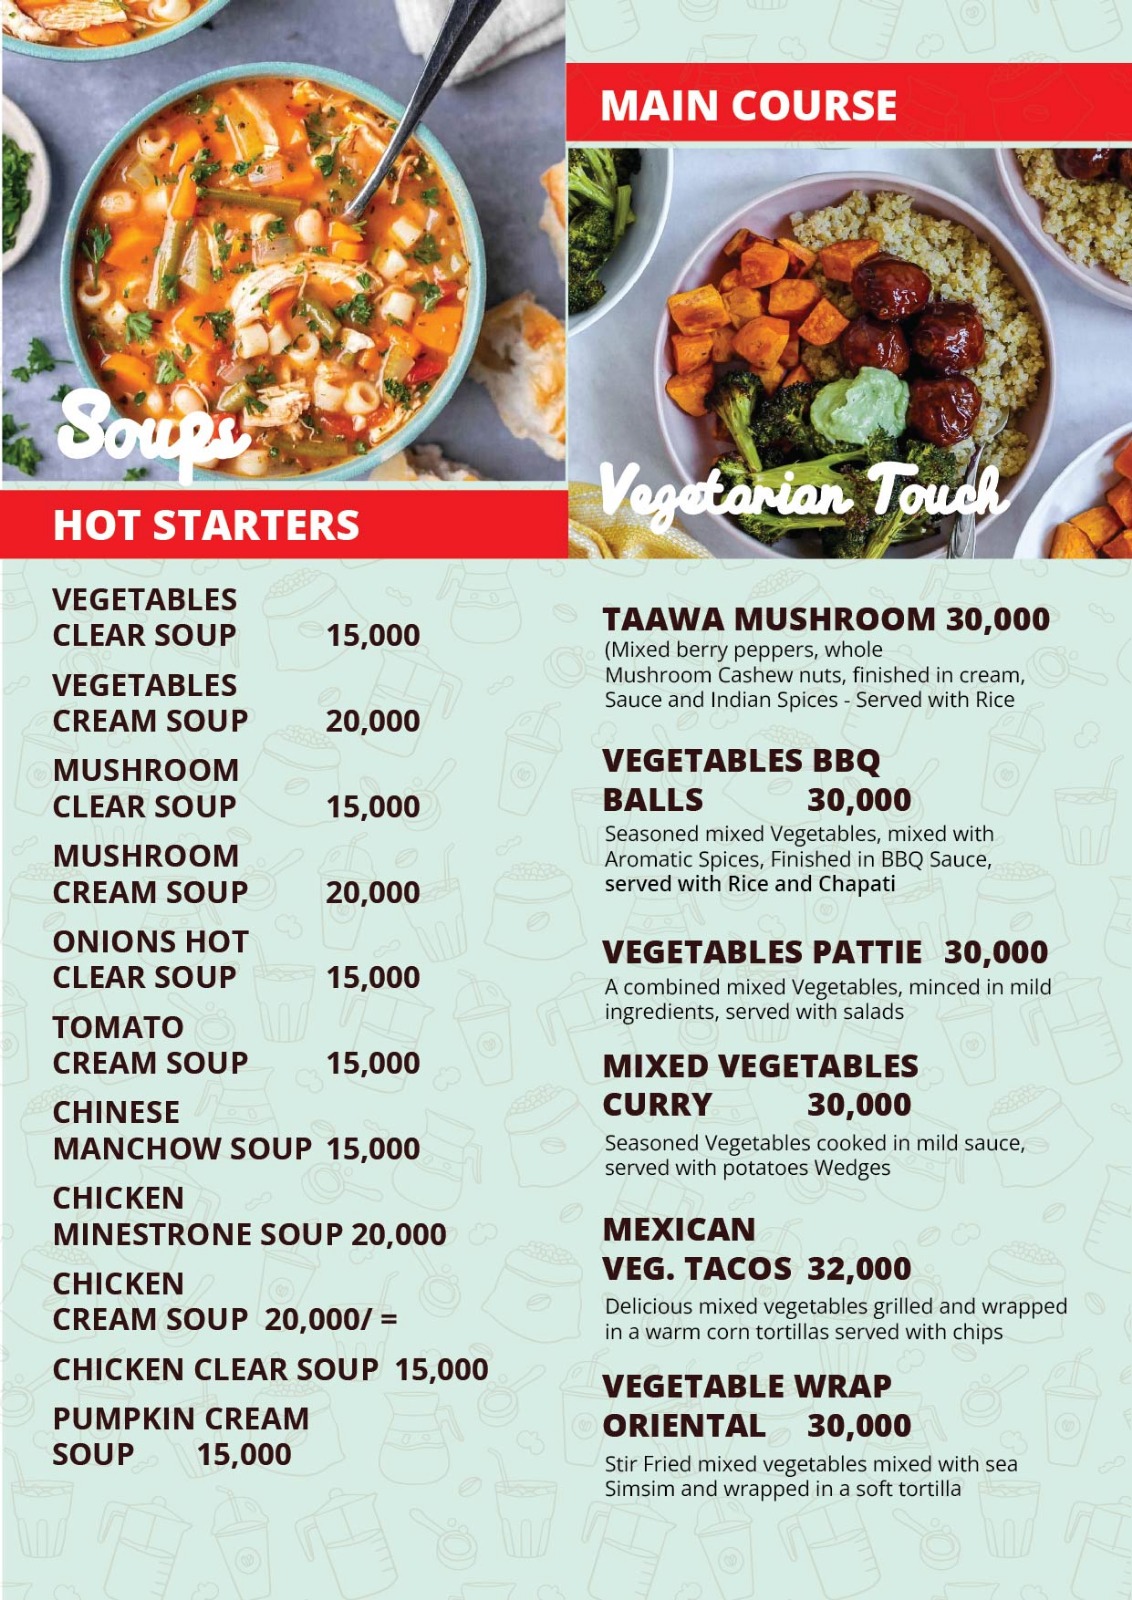 Soups
HOT STARTERS
VEGETABLES
CLEAR SOUP 15,000
VEGETABLES
CREAM SOUP 20,000
MUSHROOM
CLEAR SOUP 15,000
MUSHROOM
CREAM SOUP 20,000
ONIONS HOT
CLEAR SOUP 15,000
TOMATO
CREAM SOUP 15,000
CHINESE
MANCHOW SOUP 15,000
CHICKEN
MINESTRONE SOUP 20,000
CHICKEN
CREAM SOUP 20,000/ =
CHICKEN CLEAR SOUP 15,000
PUMPKIN CREAM
SOUP 15,000
MAIN COURSE
Vegetarian Touch
TAAWA MUSHROOM 30,000
(Mixed berry peppers, whole
Mushroom Cashew nuts, finished in cream,
Sauce and Indian Spices - Served with Rice
VEGETABLES BBQ
BALLS 30,000
Seasoned mixed Vegetables, mixed with
Aromatic Spices, Finished in BBQ Sauce,
served with Rice and Chapati
VEGETABLES PATTIE 30,000
A combined mixed Vegetables, minced in mild
ingredients, served with salads
MIXED VEGETABLES
CURRY 30,000
Seasoned Vegetables cooked in mild sauce,
served with potatoes Wedges
MEXICAN
VEG. TACOS 32,000
Delicious mixed vegetables grilled and wrapped
in a warm corn tortillas served with chips
VEGETABLE WRAP
ORIENTAL 30,000
Stir Fried mixed vegetables mixed with sea
Simsim and wrapped in a soft tortilla